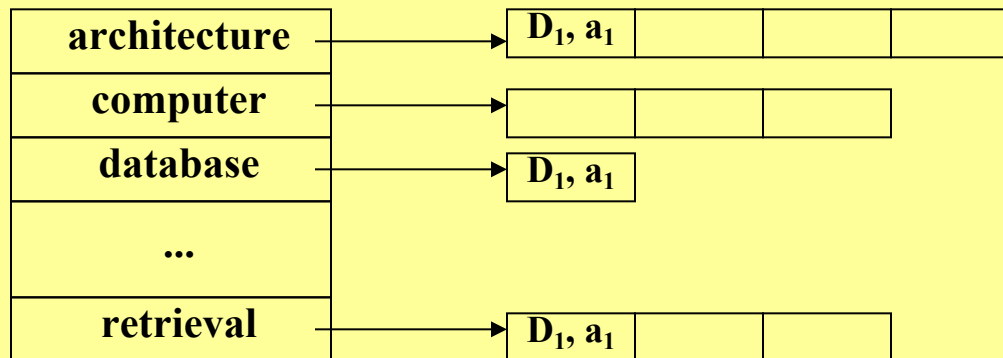 architecture D₁, a₁
computer
database D₁, a₁
...
retrieval D₁, a₁